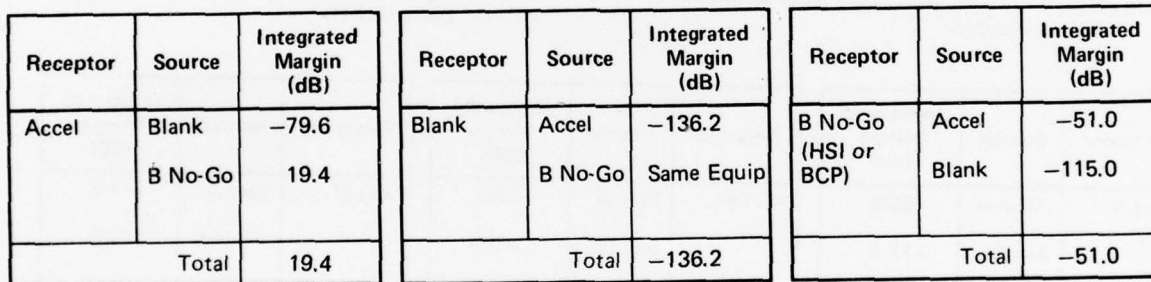 Receptor Source Integrated Margin (dB)
Accel Blank −79.6
B No-Go 19.4
Total 19.4
Receptor Source Integrated Margin (dB)
Blank Accel −136.2
B No-Go Same Equip
Total −136.2
Receptor Source Integrated Margin (dB)
B No-Go (HSI or BCP) Accel −51.0
Blank −115.0
Total −51.0